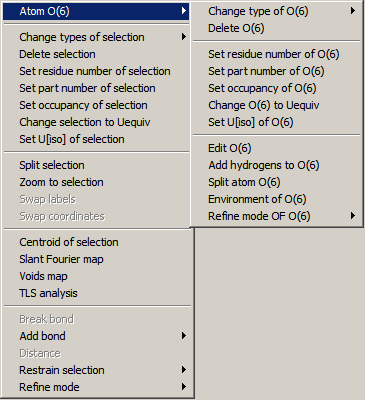 Atom O(6)
Change types of selection
Delete selection
Set residue number of selection
Set part number of selection
Set occupancy of selection
Change selection to Uequiv
Set U[iso] of selection
Split selection
Zoom to selection
Swap labels
Swap coordinates
Centroid of selection
Slant Fourier map
Voids map
TLS analysis
Break bond
Add bond
Distance
Restrain selection
Refine mode
Change type of O(6)
Delete O(6)
Set residue number of O(6)
Set part number of O(6)
Set occupancy of O(6)
Change O(6) to Uequiv
Set U[iso] of O(6)
Edit O(6)
Add hydrogens to O(6)
Split atom O(6)
Environment of O(6)
Refine mode OF O(6)